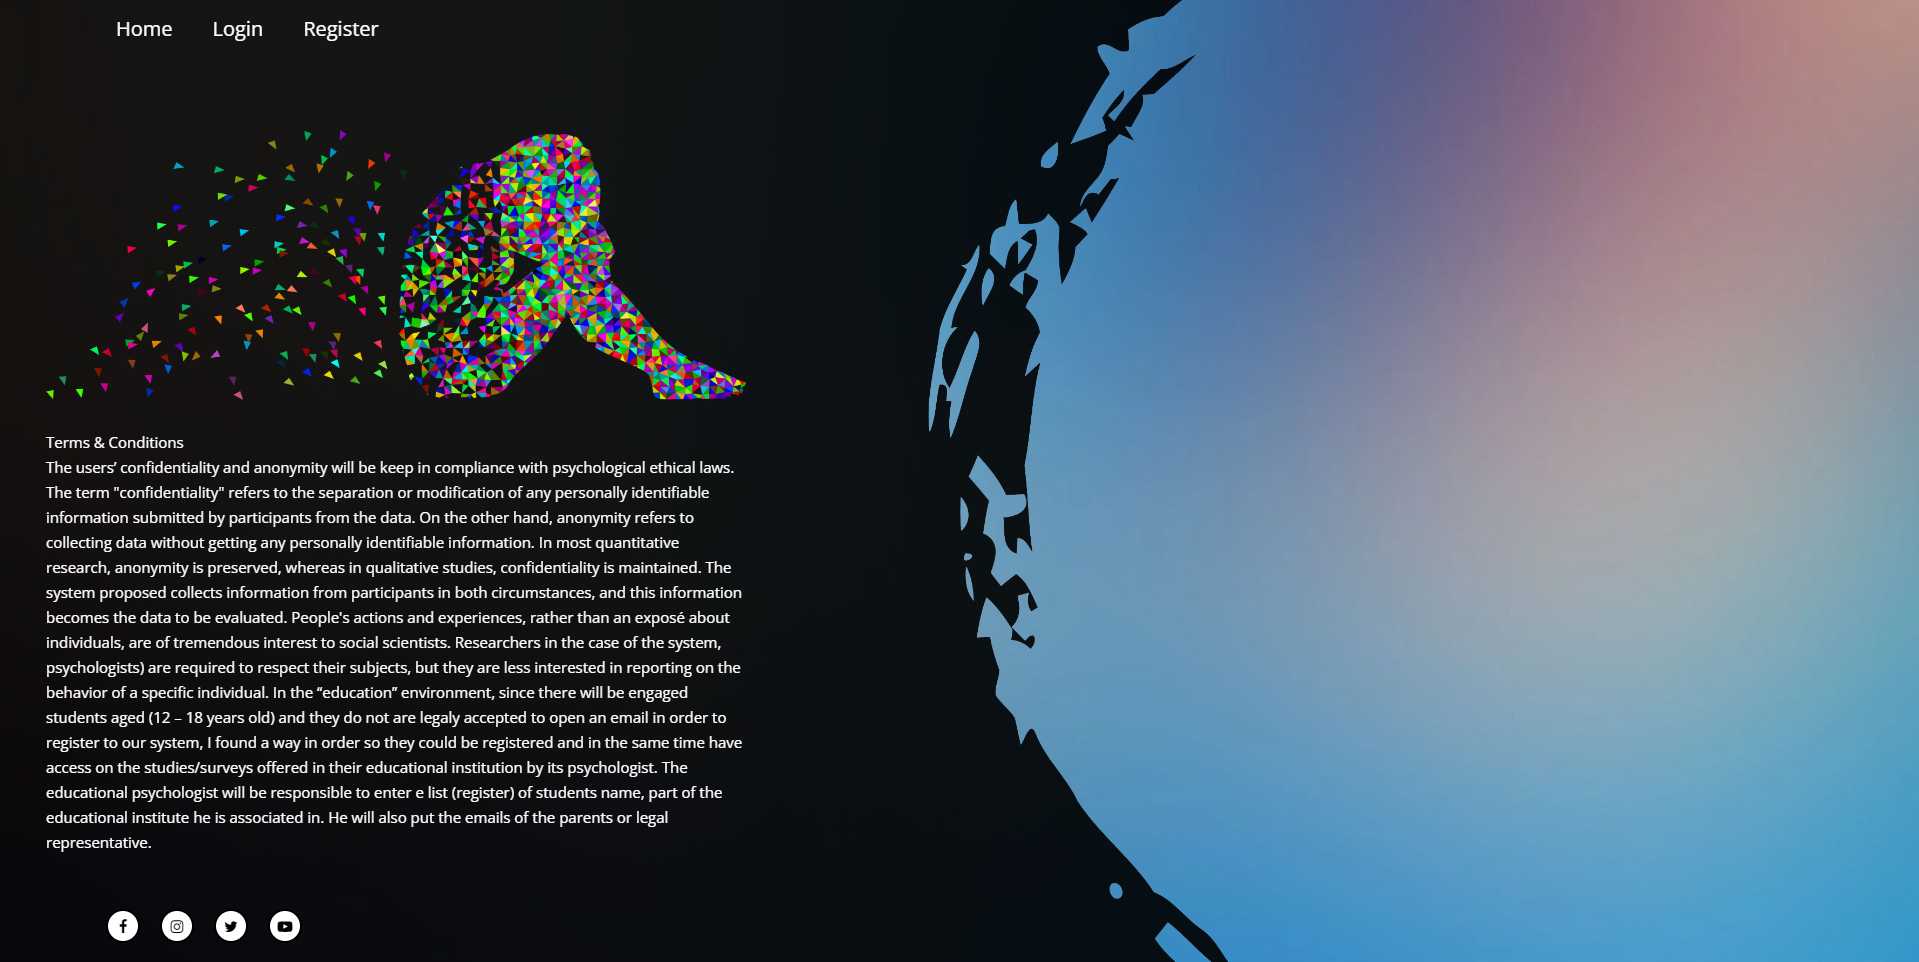 Home Login Register
Terms & Conditions
The users’ confidentiality and anonymity will be keep in compliance with psychological ethical laws.
The term "confidentiality" refers to the separation or modification of any personally identifiable
information submitted by participants from the data. On the other hand, anonymity refers to
collecting data without getting any personally identifiable information. In most quantitative
research, anonymity is preserved, whereas in qualitative studies, confidentiality is maintained. The
system proposed collects information from participants in both circumstances, and this information
becomes the data to be evaluated. People's actions and experiences, rather than an exposé about
individuals, are of tremendous interest to social scientists. Researchers in the case of the system,
psychologists) are required to respect their subjects, but they are less interested in reporting on the
behavior of a specific individual. In the “education” environment, since there will be engaged
students aged (12 – 18 years old) and they do not are legaly accepted to open an email in order to
register to our system, I found a way in order so they could be registered and in the same time have
access on the studies/surveys offered in their educational institution by its psychologist. The
educational psychologist will be responsible to enter e list (register) of students name, part of the
educational institute he is associated in. He will also put the emails of the parents or legal
representative.